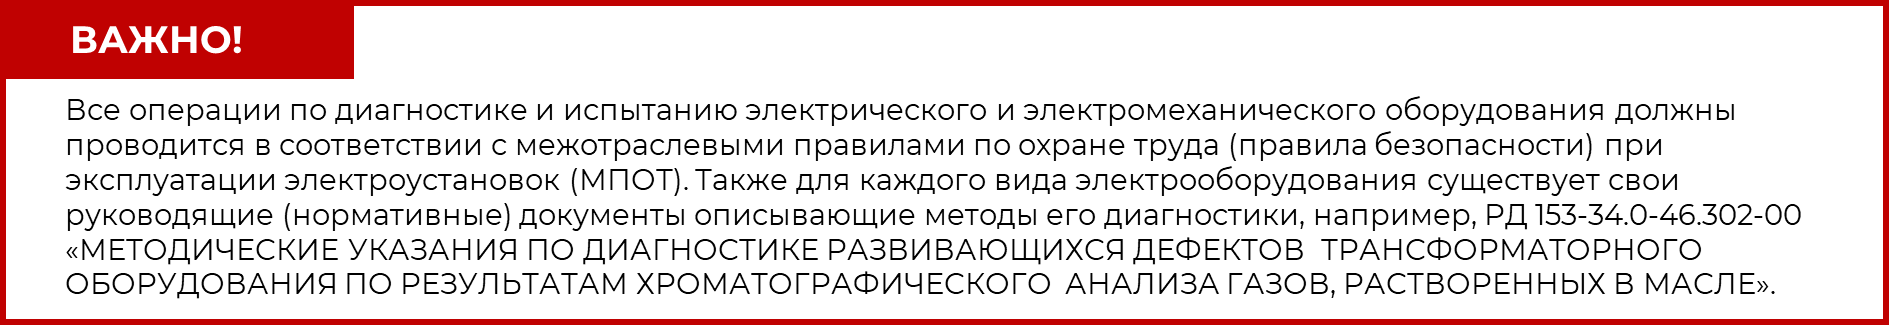 ВАЖНО!
Все операции по диагностике и испытанию электрического и электромеханического оборудования должны
проводится в соответствии с межотраслевыми правилами по охране труда (правила безопасности) при
эксплуатации электроустановок (МПОТ). Также для каждого вида электрооборудования существует свои
руководящие (нормативные) документы описывающие методы его диагностики, например, РД 153-34.0-46.302-00
«МЕТОДИЧЕСКИЕ УКАЗАНИЯ ПО ДИАГНОСТИКЕ РАЗВИВАЮЩИХСЯ ДЕФЕКТОВ ТРАНСФОРМАТОРНОГО
ОБОРУДОВАНИЯ ПО РЕЗУЛЬТАТАМ ХРОМАТОГРАФИЧЕСКОГО АНАЛИЗА ГАЗОВ, РАСТВОРЕННЫХ В МАСЛЕ».